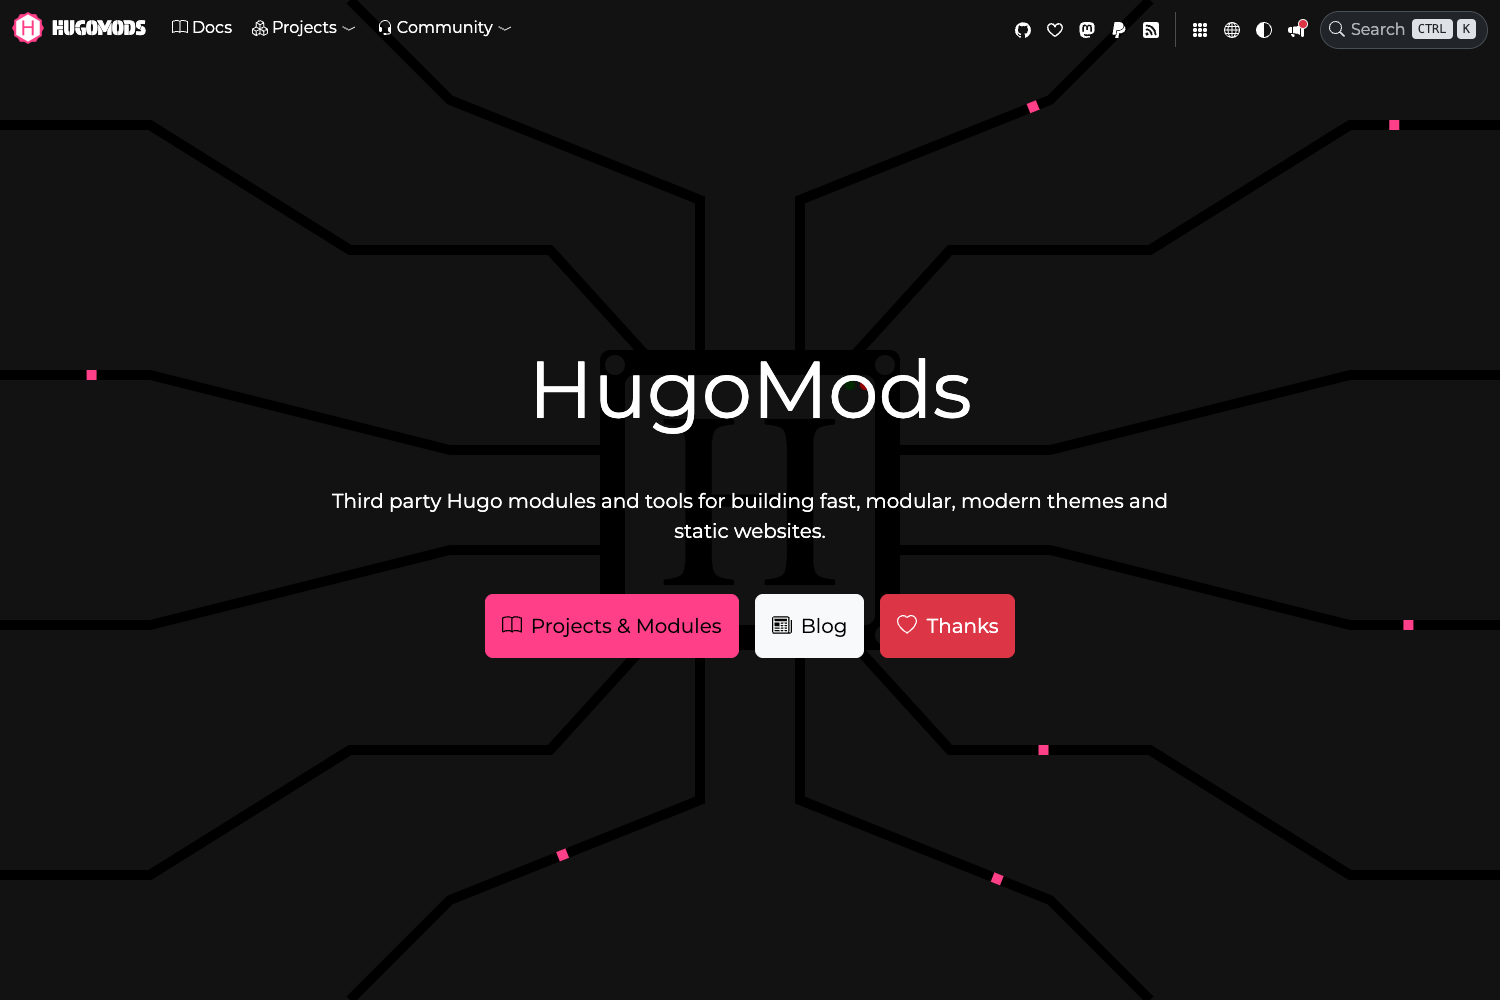 HUGOMODS Docs Projects Community Search CTRL K
HugoMods
Third party Hugo modules and tools for building fast, modular, modern themes and
static websites.
Projects & Modules Blog Thanks
H